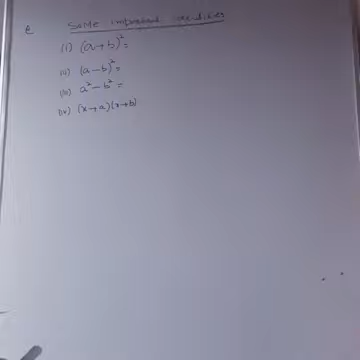 Some important identities
(i) (a+b)² =
(ii) (a-b)² =
(iii) a² - b² =
(iv) (x+a)(x+b)